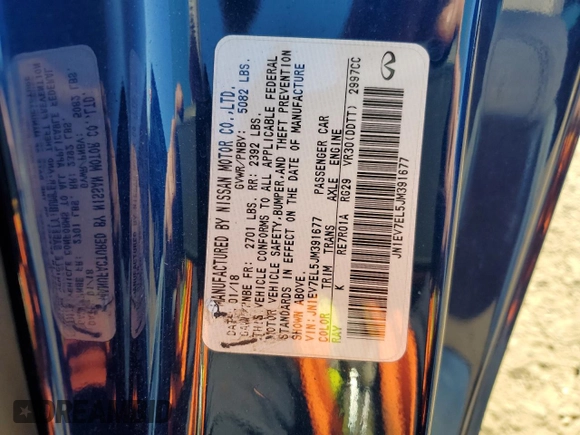 MANUFACTURED BY NISSAN MOTOR CO.,LTD.
DATE: 01/18 GVWR/PNBV: 5082 LBS.
GAWR/PNBE FR: 2701 LBS. RR: 2392 LBS.
THIS VEHICLE CONFORMS TO ALL APPLICABLE FEDERAL
MOTOR VEHICLE SAFETY,BUMPER,AND THEFT PREVENTION
STANDARDS IN EFFECT ON THE DATE OF MANUFACTURE
SHOWN ABOVE.
VIN: JN1EV7EL5JM391677 PASSENGER CAR
COLOR TRIM TRANS AXLE ENGINE
RAY K RE7R01A RG29 VR30(DDTT) 2997CC
JN1EV7EL5JM391677